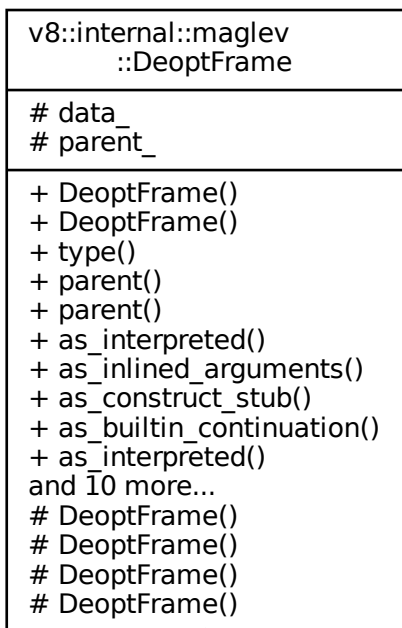 v8::internal::maglev
::DeoptFrame
# data_
# parent_
+ DeoptFrame()
+ DeoptFrame()
+ type()
+ parent()
+ parent()
+ as_interpreted()
+ as_inlined_arguments()
+ as_construct_stub()
+ as_builtin_continuation()
+ as_interpreted()
and 10 more...
# DeoptFrame()
# DeoptFrame()
# DeoptFrame()
# DeoptFrame()